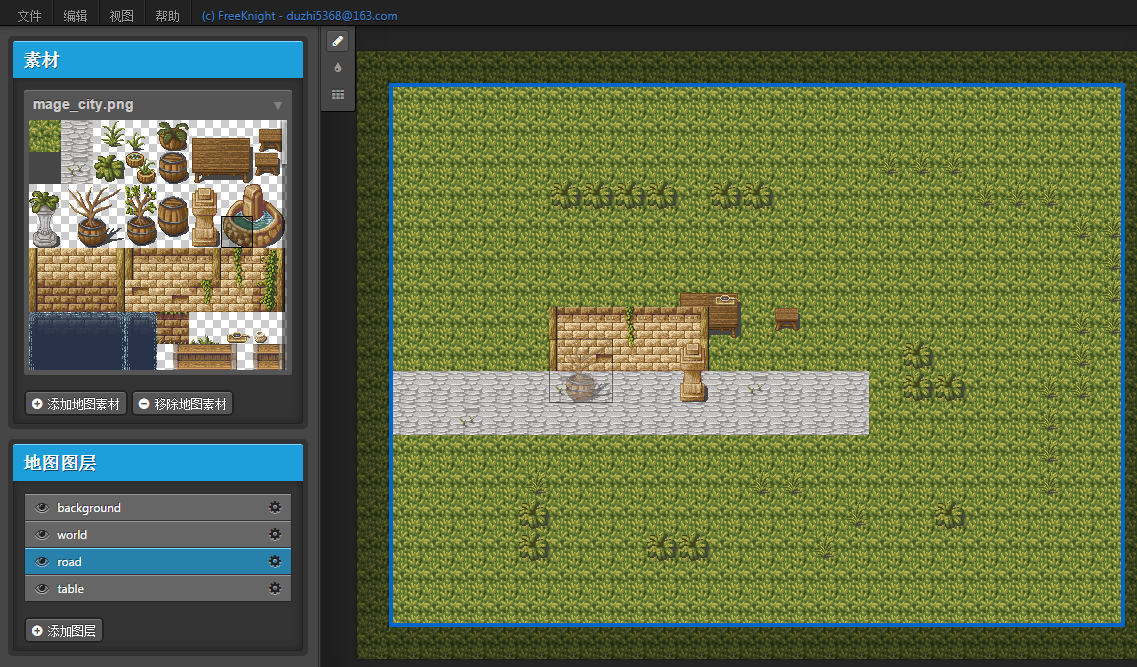 文件 编辑 视图 帮助 (c) FreeKnight - duzhi5368@163.com
素材
mage_city.png
添加地图素材 移除地图素材
地图图层
background
world
road
table
添加图层